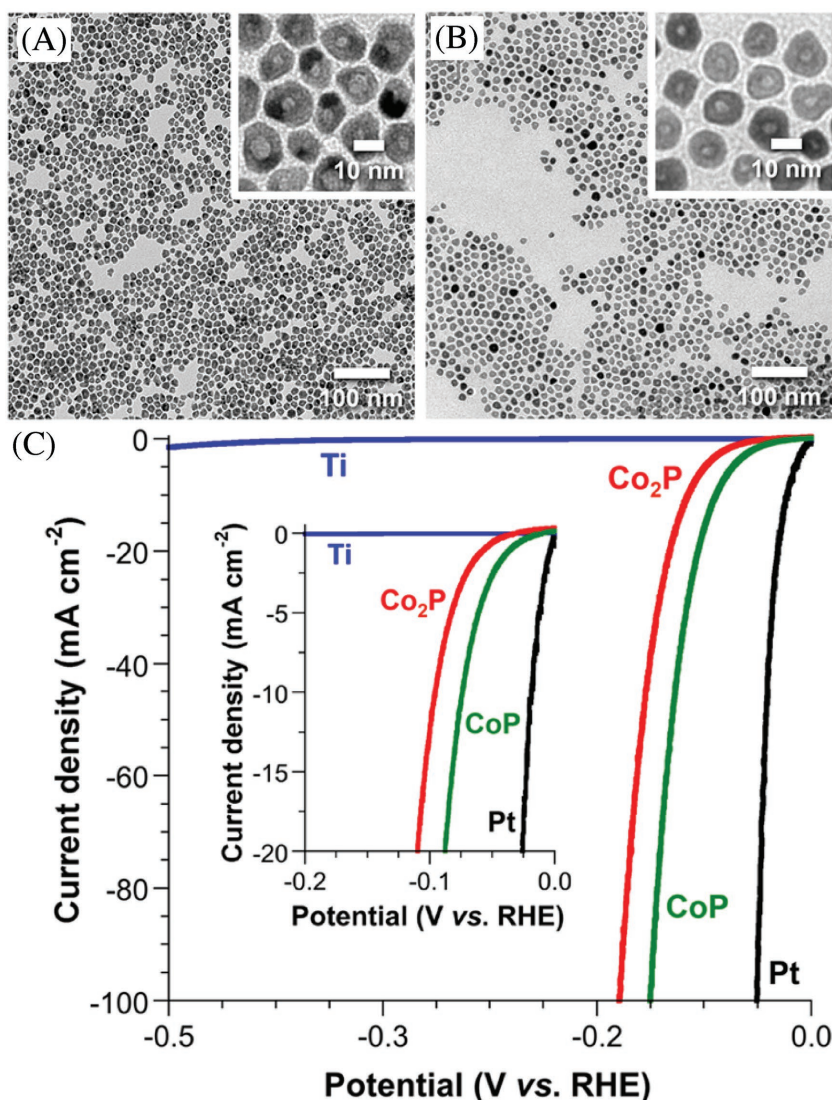 (A)
10 nm
100 nm
(B)
10 nm
100 nm
(C)
Current density (mA cm⁻²)
0
-20
-40
-60
-80
-100
-0.5
-0.3
-0.2
0.0
Potential (V vs. RHE)
Ti
Co₂P
CoP
Pt
Current density (mA cm⁻²)
0
-5
-10
-15
-20
-0.2
-0.1
0.0
Potential (V vs. RHE)
Ti
Co₂P
CoP
Pt